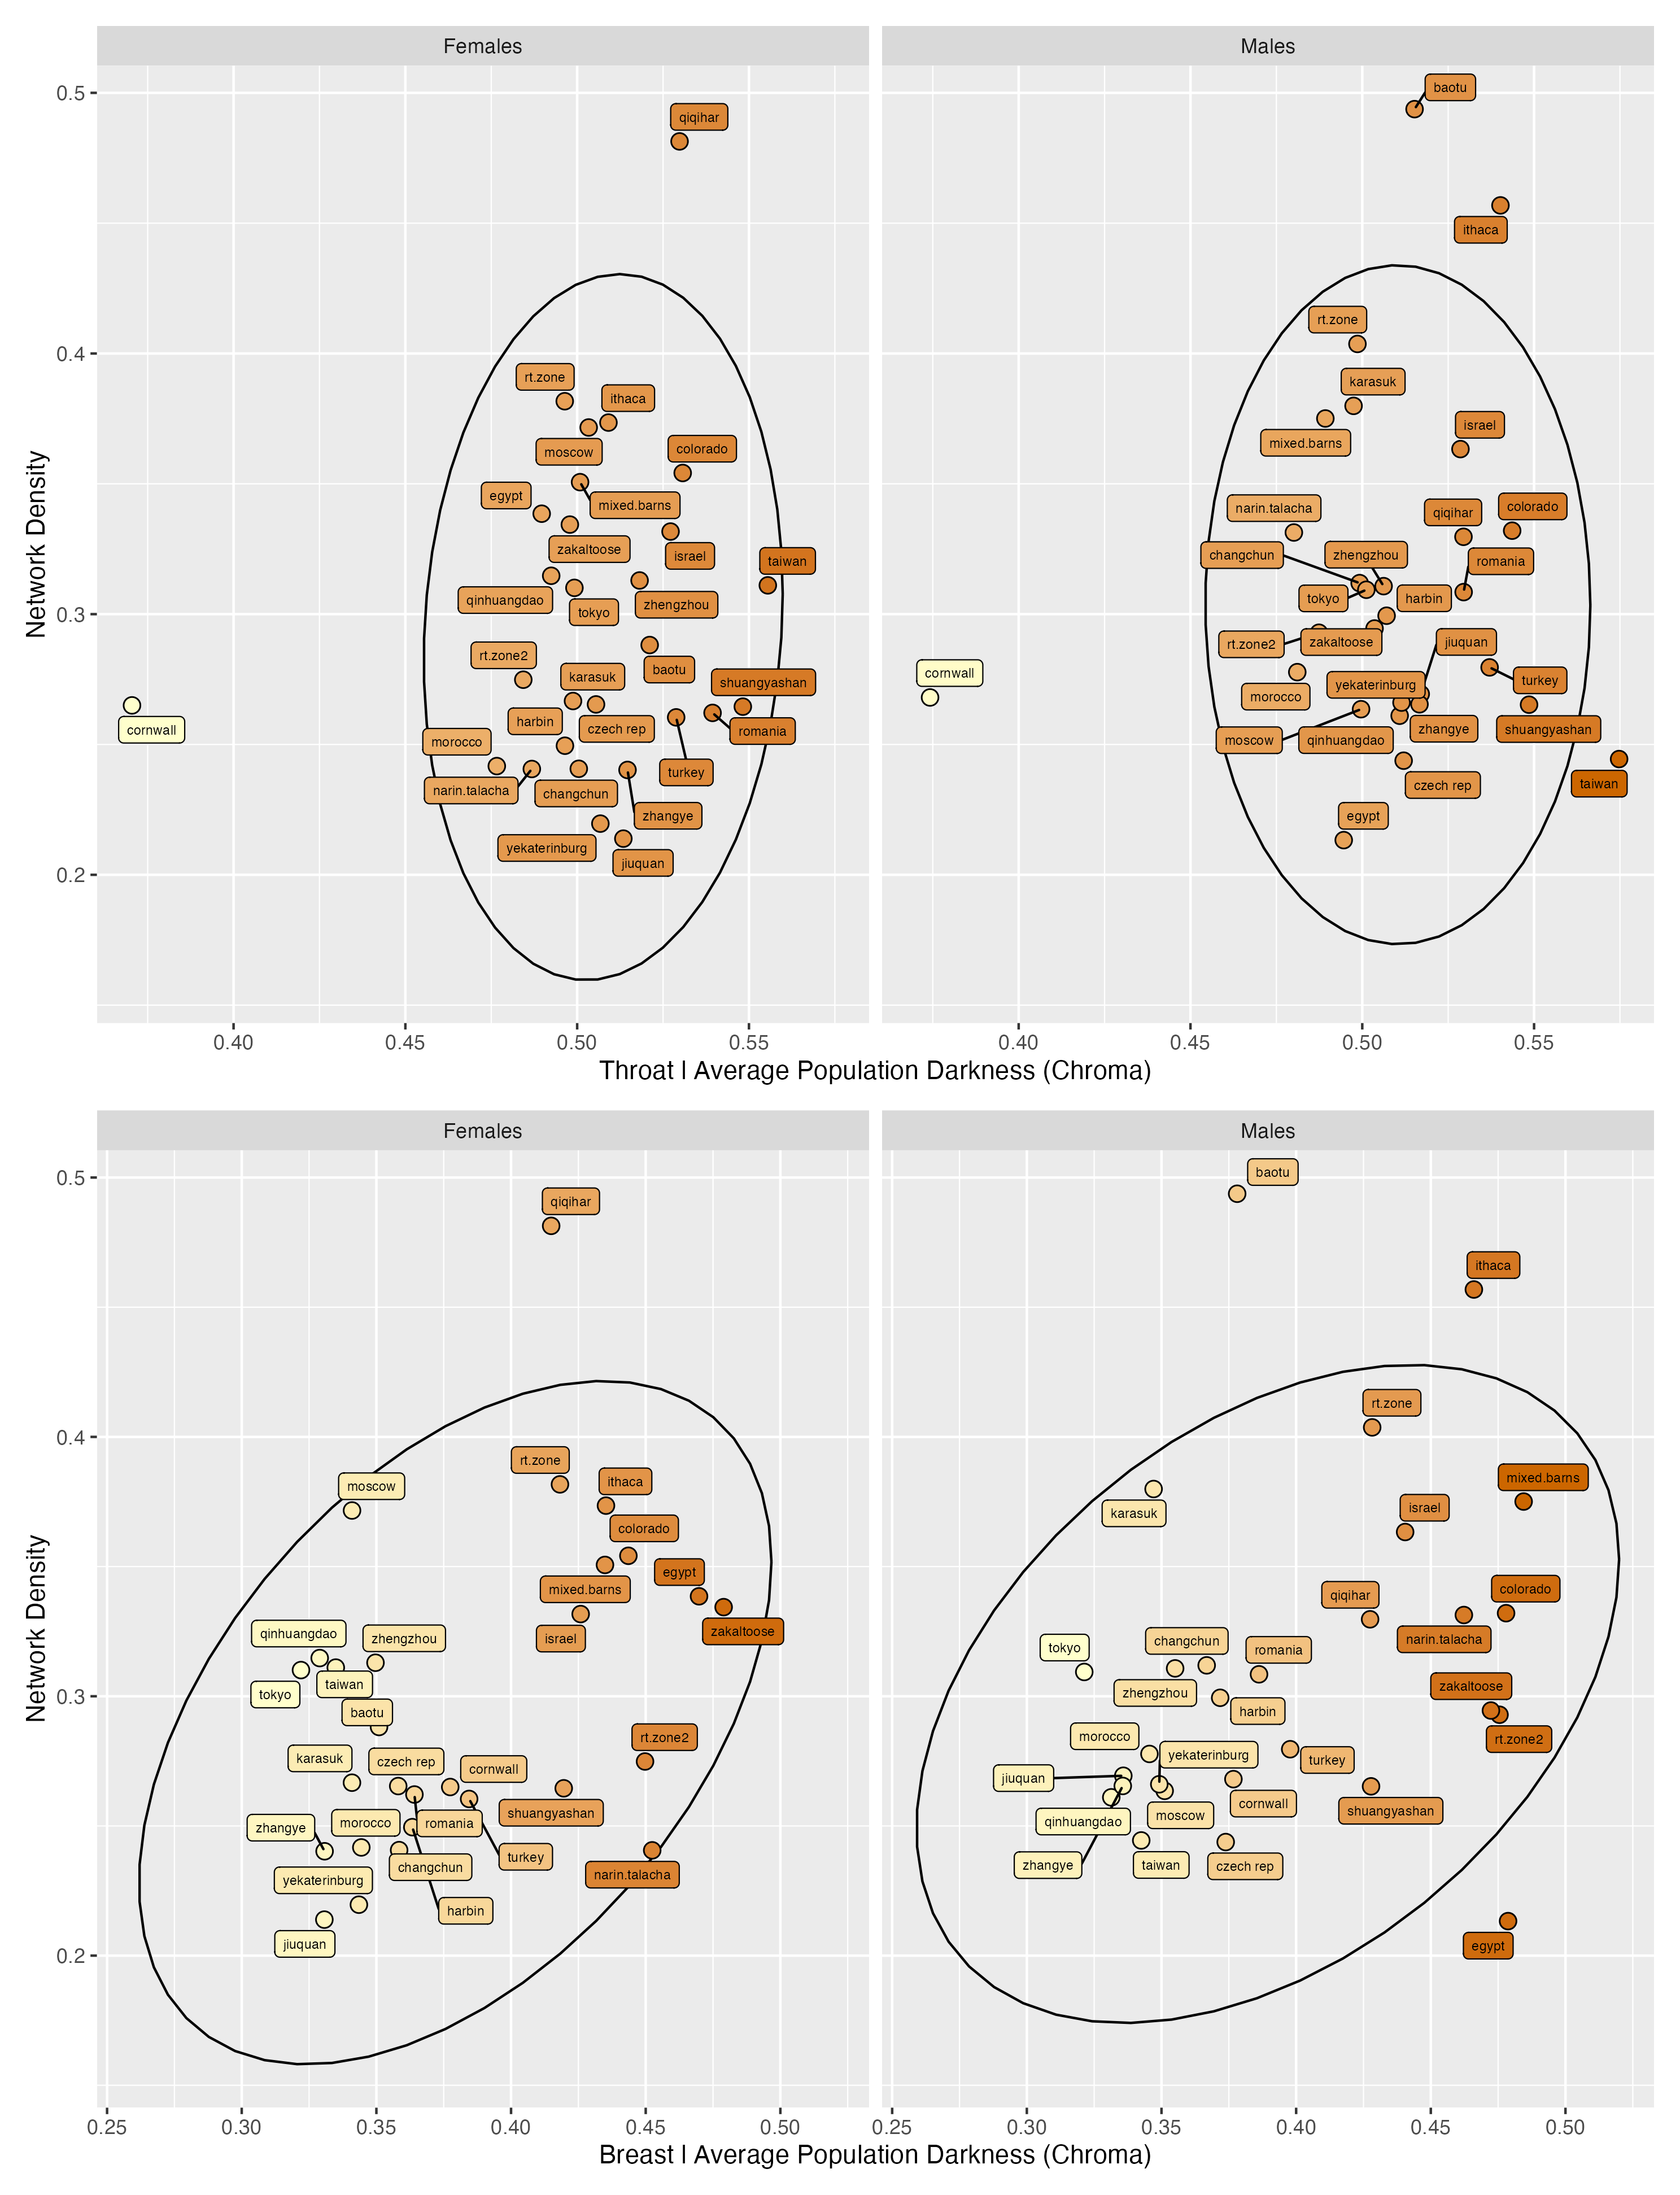 Females
Males
0.5
0.4
0.3
0.2
Network Density
qiqihar
rt.zone
ithaca
moscow
colorado
egypt
mixed.barns
zakaltoose
israel
taiwan
qinhuangdao
tokyo
zhengzhou
rt.zone2
karasuk
baotu
shuangyashan
cornwall
harbin
czech rep
romania
morocco
narin.talacha
changchun
turkey
zhangye
yekaterinburg
jiuquan
baotu
ithaca
rt.zone
karasuk
mixed.barns
israel
narin.talacha
qiqihar
colorado
changchun
zhengzhou
romania
tokyo
harbin
rt.zone2
zakaltoose
jiuquan
cornwall
morocco
yekaterinburg
turkey
moscow
qinhuangdao
zhangye
shuangyashan
czech rep
taiwan
egypt
0.40
0.45
0.50
0.55
0.40
0.45
0.50
0.55
Throat | Average Population Darkness (Chroma)
Females
Males
0.5
0.4
0.3
0.2
Network Density
qiqihar
rt.zone
moscow
ithaca
colorado
egypt
mixed.barns
qinhuangdao
zhengzhou
israel
zakaltoose
tokyo
taiwan
baotu
rt.zone2
karasuk
czech rep
cornwall
shuangyashan
zhangye
morocco
romania
turkey
changchun
narin.talacha
yekaterinburg
harbin
jiuquan
baotu
ithaca
rt.zone
mixed.barns
karasuk
israel
qiqihar
colorado
tokyo
changchun
romania
narin.talacha
zhengzhou
harbin
zakaltoose
morocco
rt.zone2
yekaterinburg
turkey
jiuquan
cornwall
shuangyashan
qinhuangdao
moscow
zhangye
taiwan
czech rep
egypt
0.25
0.30
0.35
0.40
0.45
0.50
0.25
0.30
0.35
0.40
0.45
0.50
Breast | Average Population Darkness (Chroma)